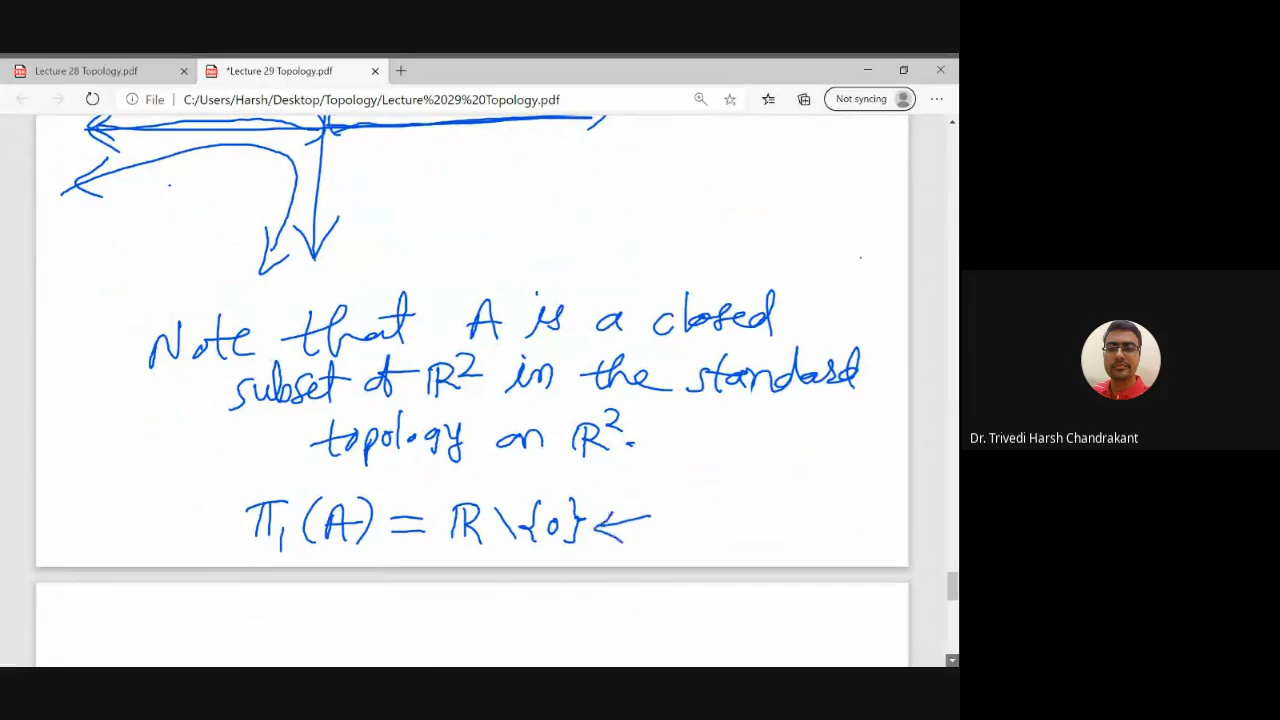 Lecture 28 Topology.pdf
*Lecture 29 Topology.pdf
File
C:/Users/Harsh/Desktop/Topology/Lecture%2029%20Topology.pdf
Not syncing
Note that A is a closed
subset of ℝ² in the standard
topology on ℝ².
π₁(A) = ℝ \ {0} ←
Dr. Trivedi Harsh Chandrakant